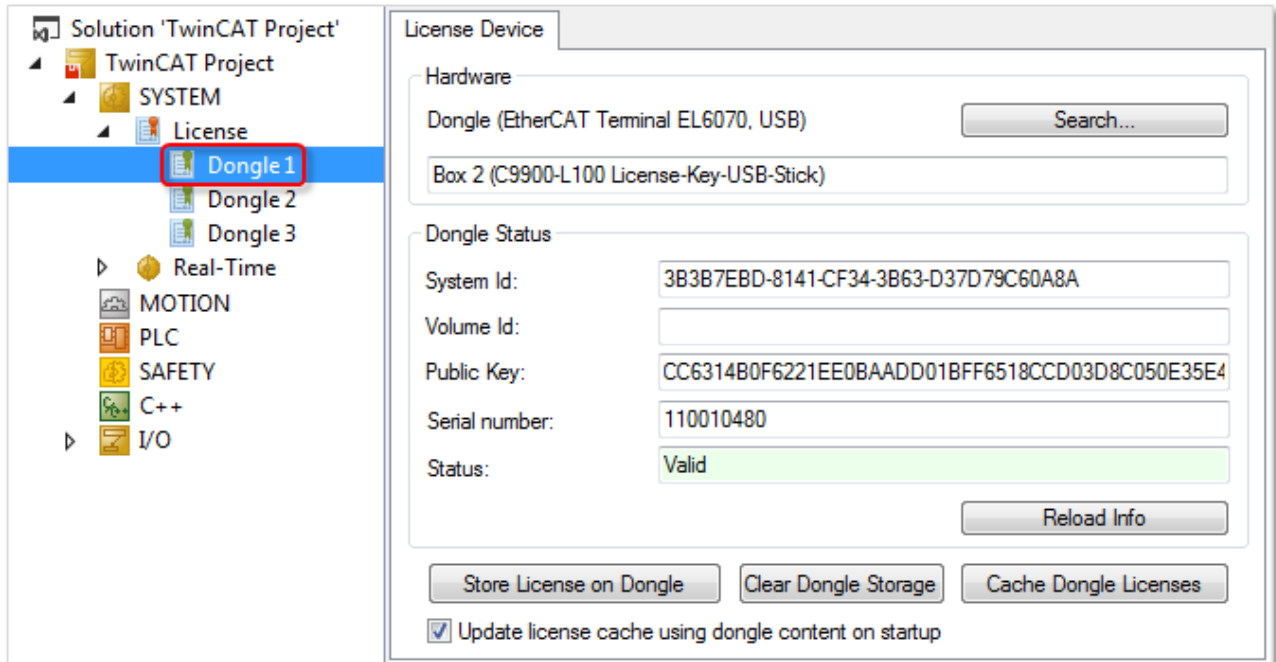 Solution 'TwinCAT Project'
TwinCAT Project
SYSTEM
License
Dongle 1
Dongle 2
Dongle 3
Real-Time
MOTION
PLC
SAFETY
C++
I/O
License Device
Hardware
Dongle (EtherCAT Terminal EL6070, USB)
Search...
Box 2 (C9900-L100 License-Key-USB-Stick)
Dongle Status
System Id: 3B3B7EBD-8141-CF34-3B63-D37D79C60A8A
Volume Id:
Public Key: CC6314B0F6221EE0BAADD01BFF6518CCD03D8C050E35E4
Serial number: 110010480
Status: Valid
Reload Info
Store License on Dongle Clear Dongle Storage Cache Dongle Licenses
Update license cache using dongle content on startup